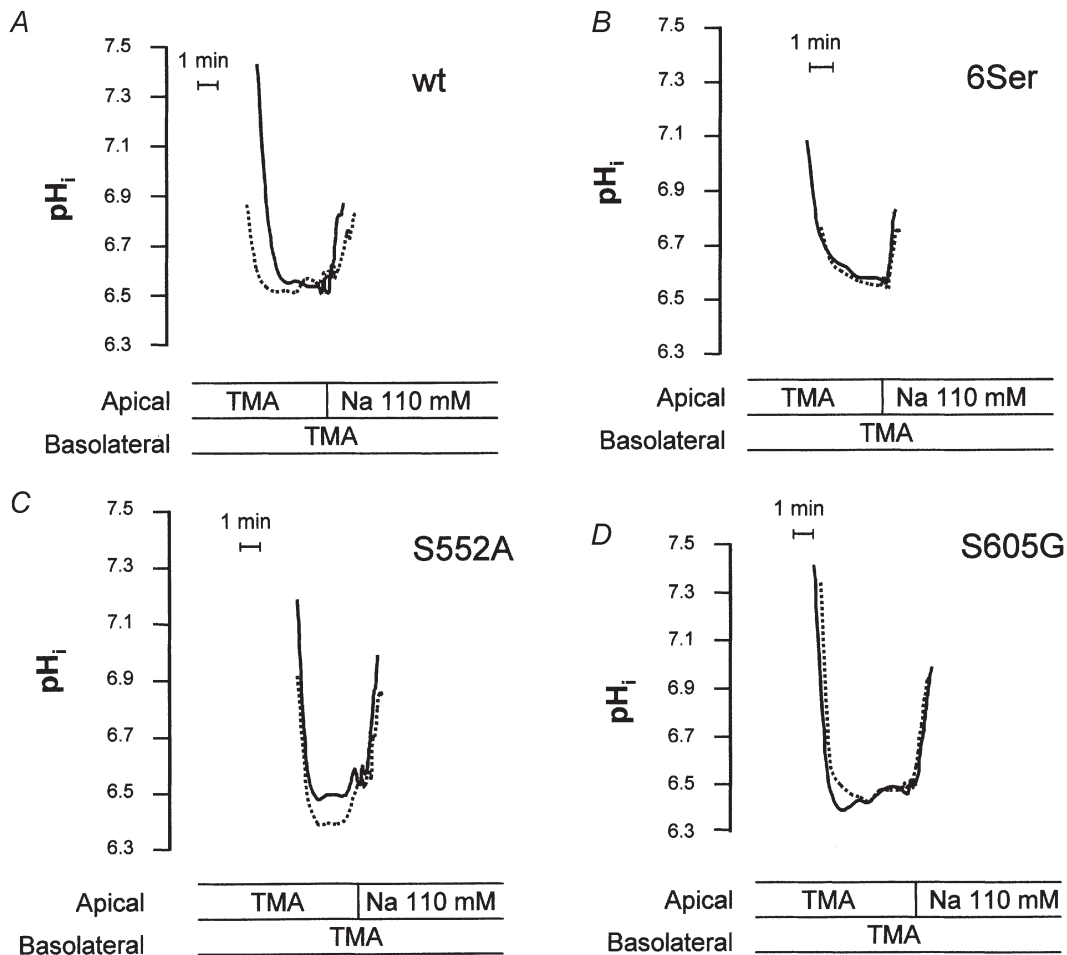 A
7.5
7.3
7.1
6.9
6.7
6.5
6.3
pHi
1 min
wt
Apical TMA Na 110 mM
Basolateral TMA
B
7.5
7.3
7.1
6.9
6.7
6.5
6.3
pHi
1 min
6Ser
Apical TMA Na 110 mM
Basolateral TMA
C
7.5
7.3
7.1
6.9
6.7
6.5
6.3
pHi
1 min
S552A
Apical TMA Na 110 mM
Basolateral TMA
D
7.5
7.3
7.1
6.9
6.7
6.5
6.3
pHi
1 min
S605G
Apical TMA Na 110 mM
Basolateral TMA